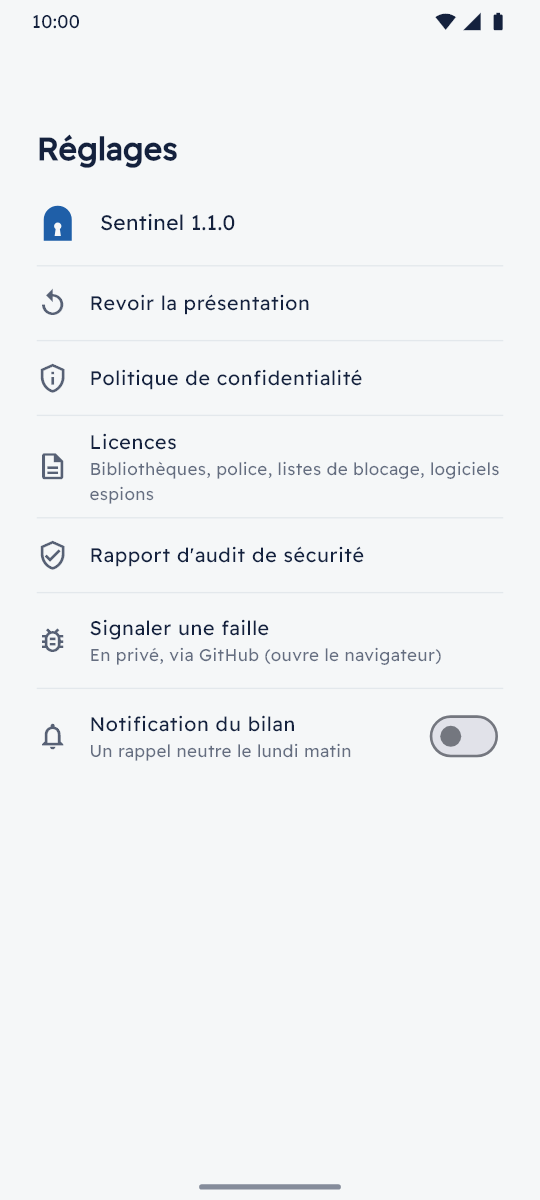 10:00
Réglages
Sentinel 1.1.0
Revoir la présentation
Politique de confidentialité
Licences
Bibliothèques, police, listes de blocage, logiciels
espions
Rapport d'audit de sécurité
Signaler une faille
En privé, via GitHub (ouvre le navigateur)
Notification du bilan
Un rappel neutre le lundi matin